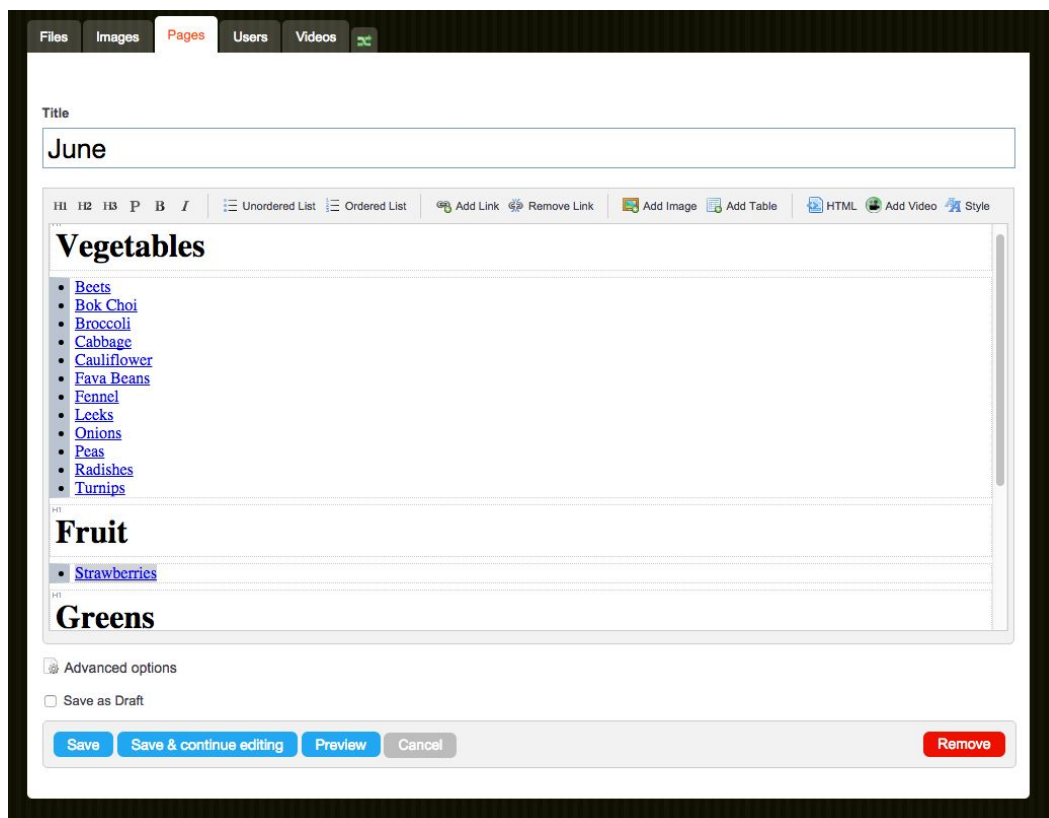 Files Images Pages Users Videos
Title
June
H1 H2 H3 P B I Unordered List Ordered List Add Link Remove Link Add Image Add Table HTML Add Video Style
Vegetables
Beets
Bok Choi
Broccoli
Cabbage
Cauliflower
Fava Beans
Fennel
Leeks
Onions
Peas
Radishes
Turnips
H1
Fruit
Strawberries
H1
Greens
Advanced options
Save as Draft
Save Save & continue editing Preview Cancel Remove